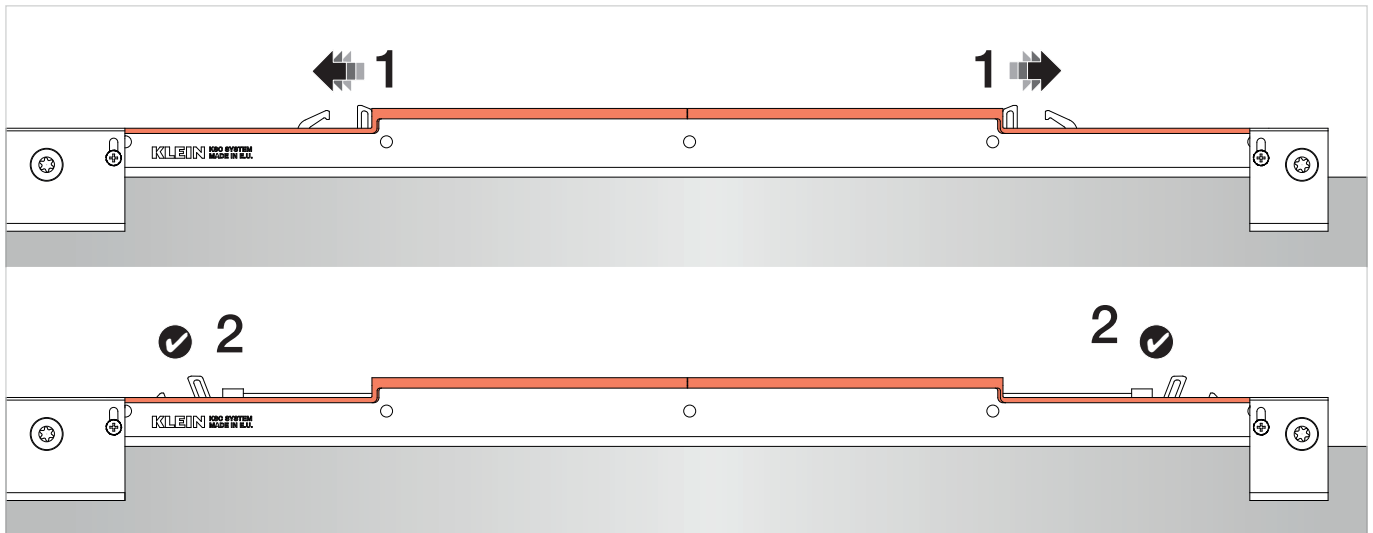 1
1
KLEIN KSC SYSTEM
MADE IN E.U.
2
2
KLEIN KSC SYSTEM
MADE IN E.U.